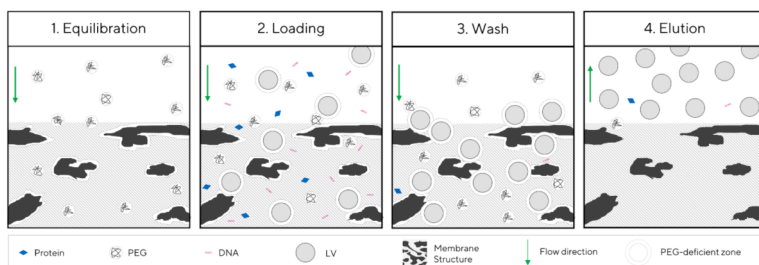 1. Equilibration
2. Loading
3. Wash
4. Elution
Protein
PEG
DNA
LV
Membrane
Structure
Flow direction
PEG-deficient zone